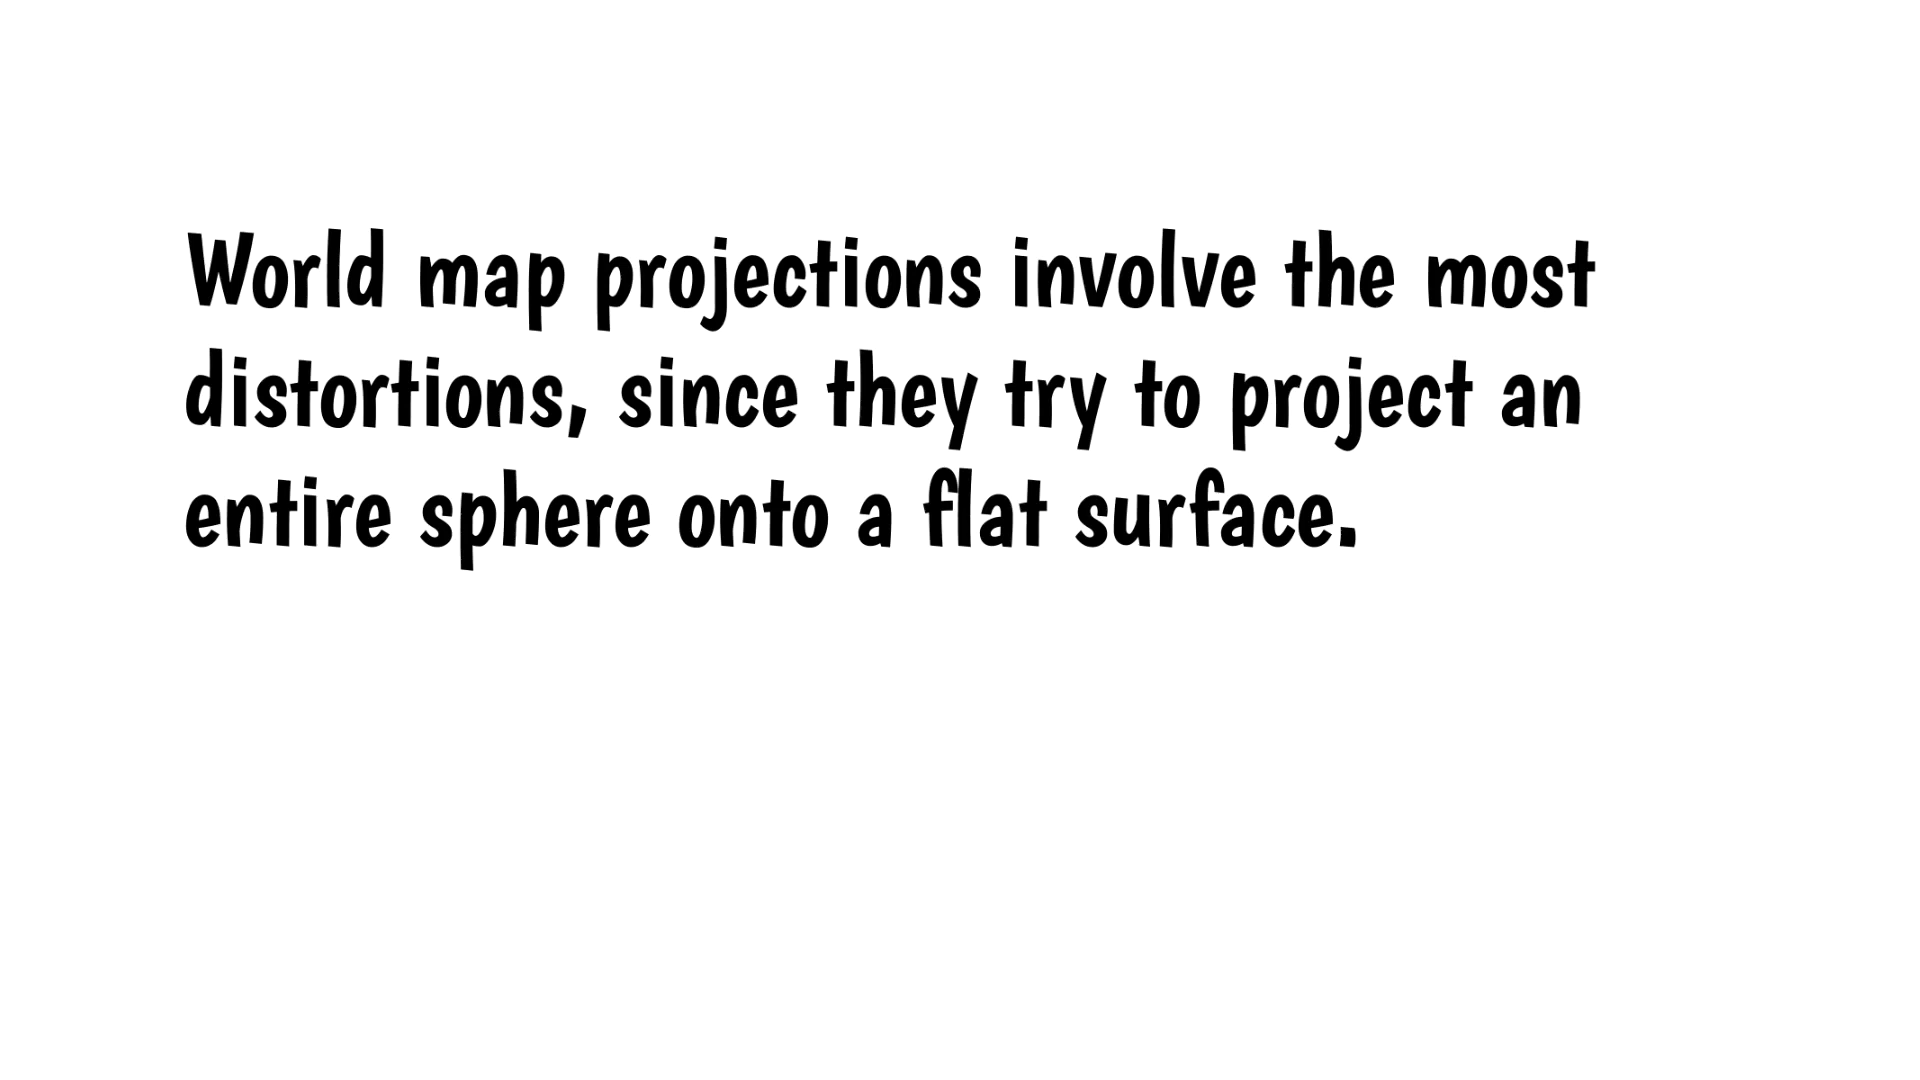 World map projections involve the most
distortions, since they try to project an
entire sphere onto a flat surface.